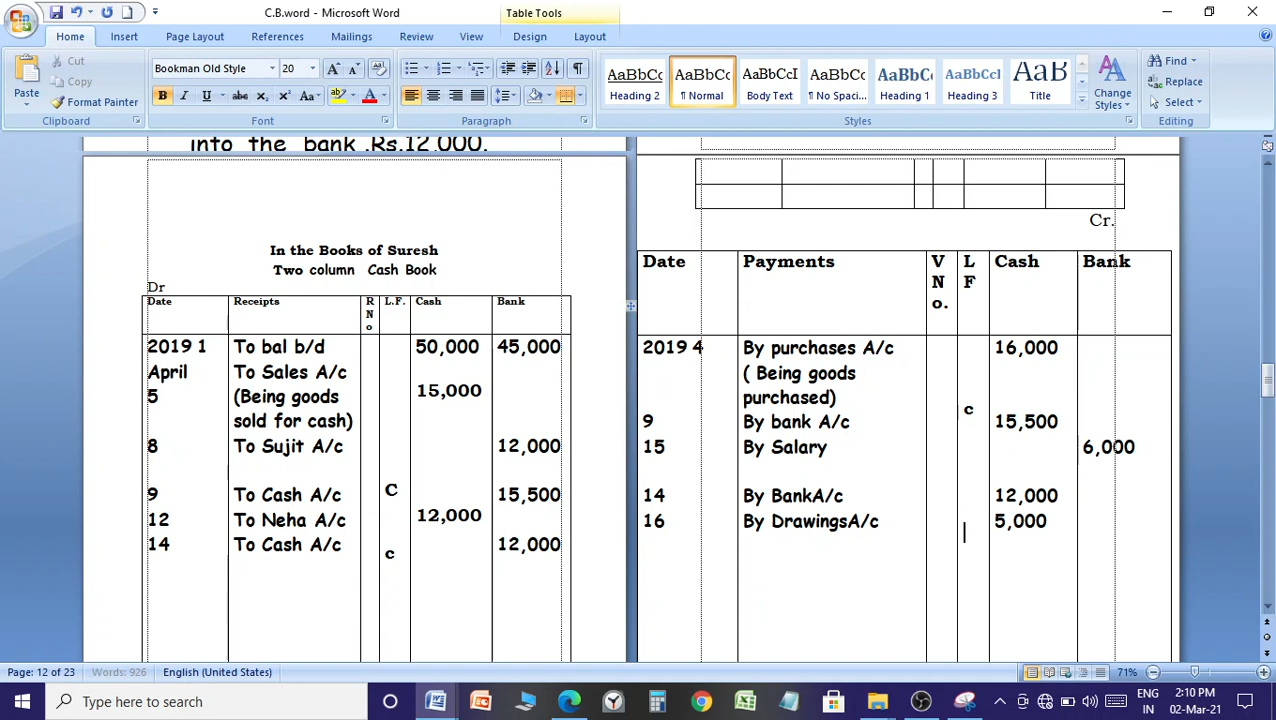 C.B.word - Microsoft Word
Table Tools
Home
Insert
Page Layout
References
Mailings
Review
View
Design
Layout
Paste
Cut
Copy
Format Painter
Clipboard
Bookman Old Style
20
Font
Paragraph
AaBbCc
Heading 2
AaBbCc
¶ Normal
AaBbCcI
Body Text
AaBbCc
¶ No Spaci...
AaBbCc
Heading 1
AaBbCcI
Heading 3
AaB
Title
Change
Styles
Styles
Find
Replace
Select
Editing
into the bank .Rs.12,000.
In the Books of Suresh
Two column Cash Book
Dr
Date Receipts R N o L.F. Cash Bank
2019 1 To bal b/d 50,000 45,000
April To Sales A/c
5 (Being goods 15,000
sold for cash)
8 To Sujit A/c 12,000
9 To Cash A/c C 15,500
12 To Neha A/c 12,000
14 To Cash A/c c 12,000
Cr.
Date Payments V N o. L F Cash Bank
2019 4 By purchases A/c 16,000
( Being goods
purchased)
c
9 By bank A/c 15,500
15 By Salary 6,000
14 By BankA/c 12,000
16 By DrawingsA/c 5,000
Page: 12 of 23
Words: 926
English (United States)
71%
Type here to search
ENG
IN
2:10 PM
02-Mar-21